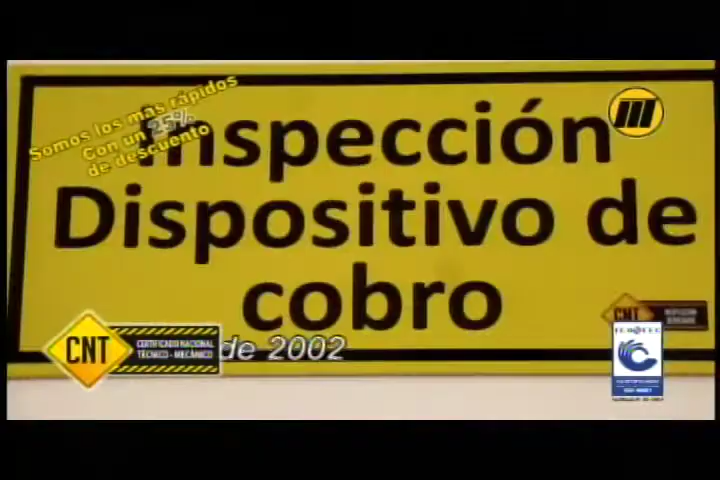 Somos los más rápidos
Con un 25%
de descuento
Inspección
Dispositivo de
cobro
CNT
CERTIFICADO NACIONAL
TÉCNICO - MECÁNICO
de 2002
CNT